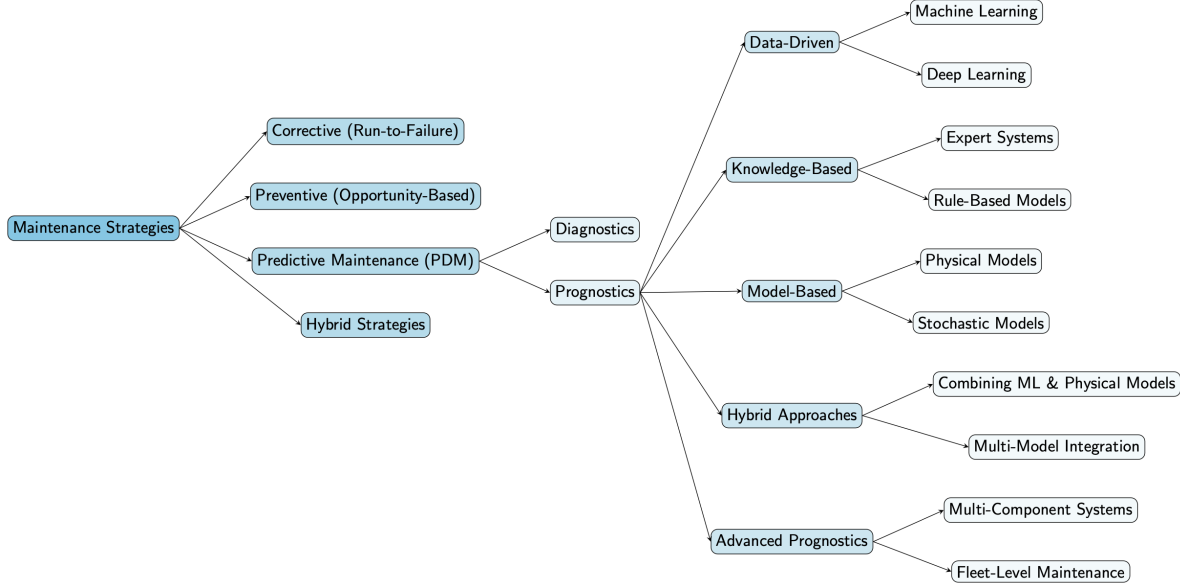 Maintenance Strategies
Corrective (Run-to-Failure)
Preventive (Opportunity-Based)
Predictive Maintenance (PDM)
Hybrid Strategies
Diagnostics
Prognostics
Data-Driven
Machine Learning
Deep Learning
Knowledge-Based
Expert Systems
Rule-Based Models
Model-Based
Physical Models
Stochastic Models
Hybrid Approaches
Combining ML & Physical Models
Multi-Model Integration
Advanced Prognostics
Multi-Component Systems
Fleet-Level Maintenance